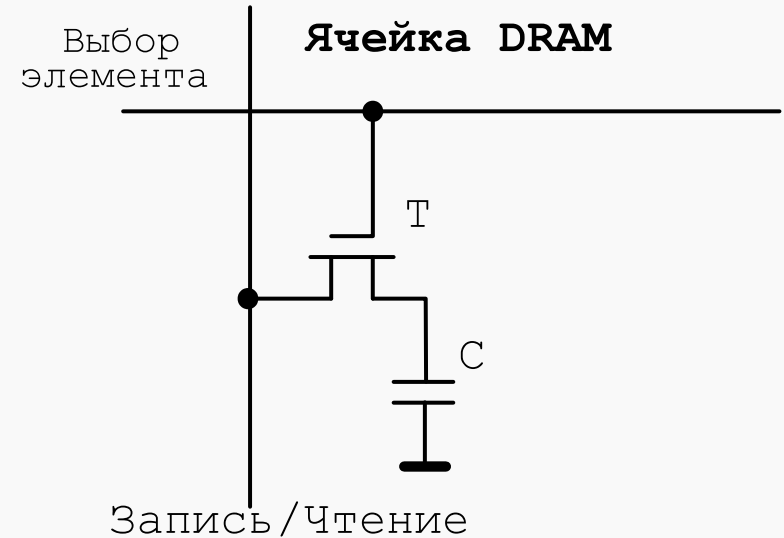 Выбор
элемента
Ячейка DRAM
T
C
Запись/Чтение